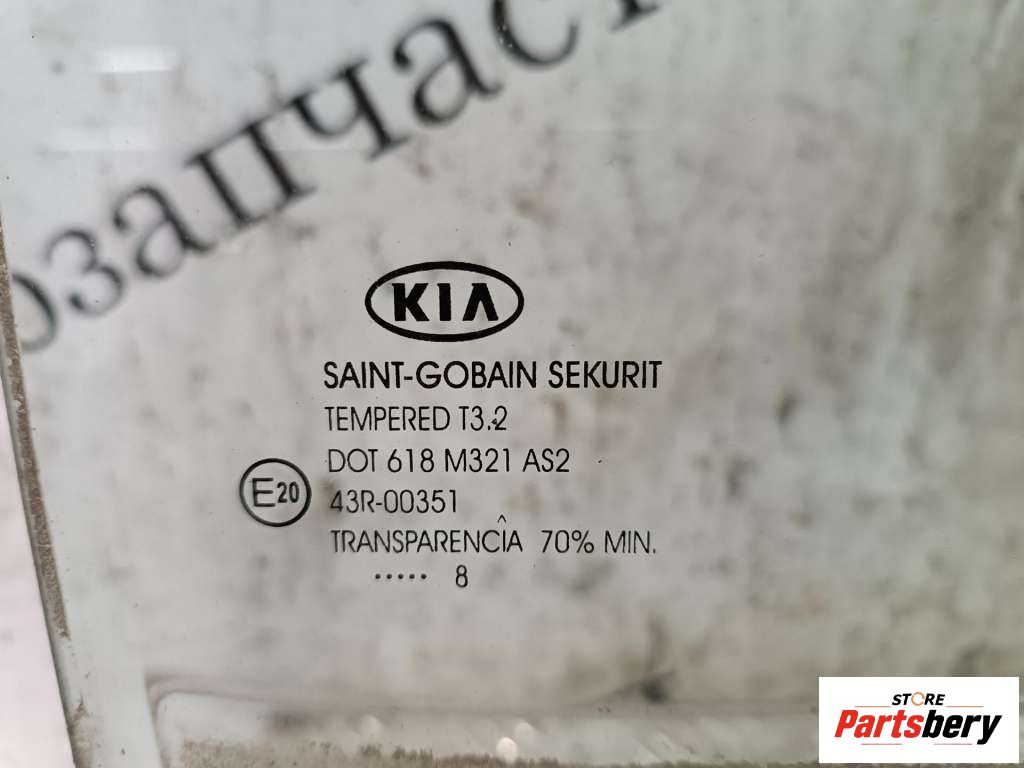 озапчаст
KIA
SAINT-GOBAIN SEKURIT
TEMPERED T3.2
DOT 618 M321 AS2
E20
43R-00351
TRANSPARENCIA 70% MIN.
..... 8
STORE
Partsbery